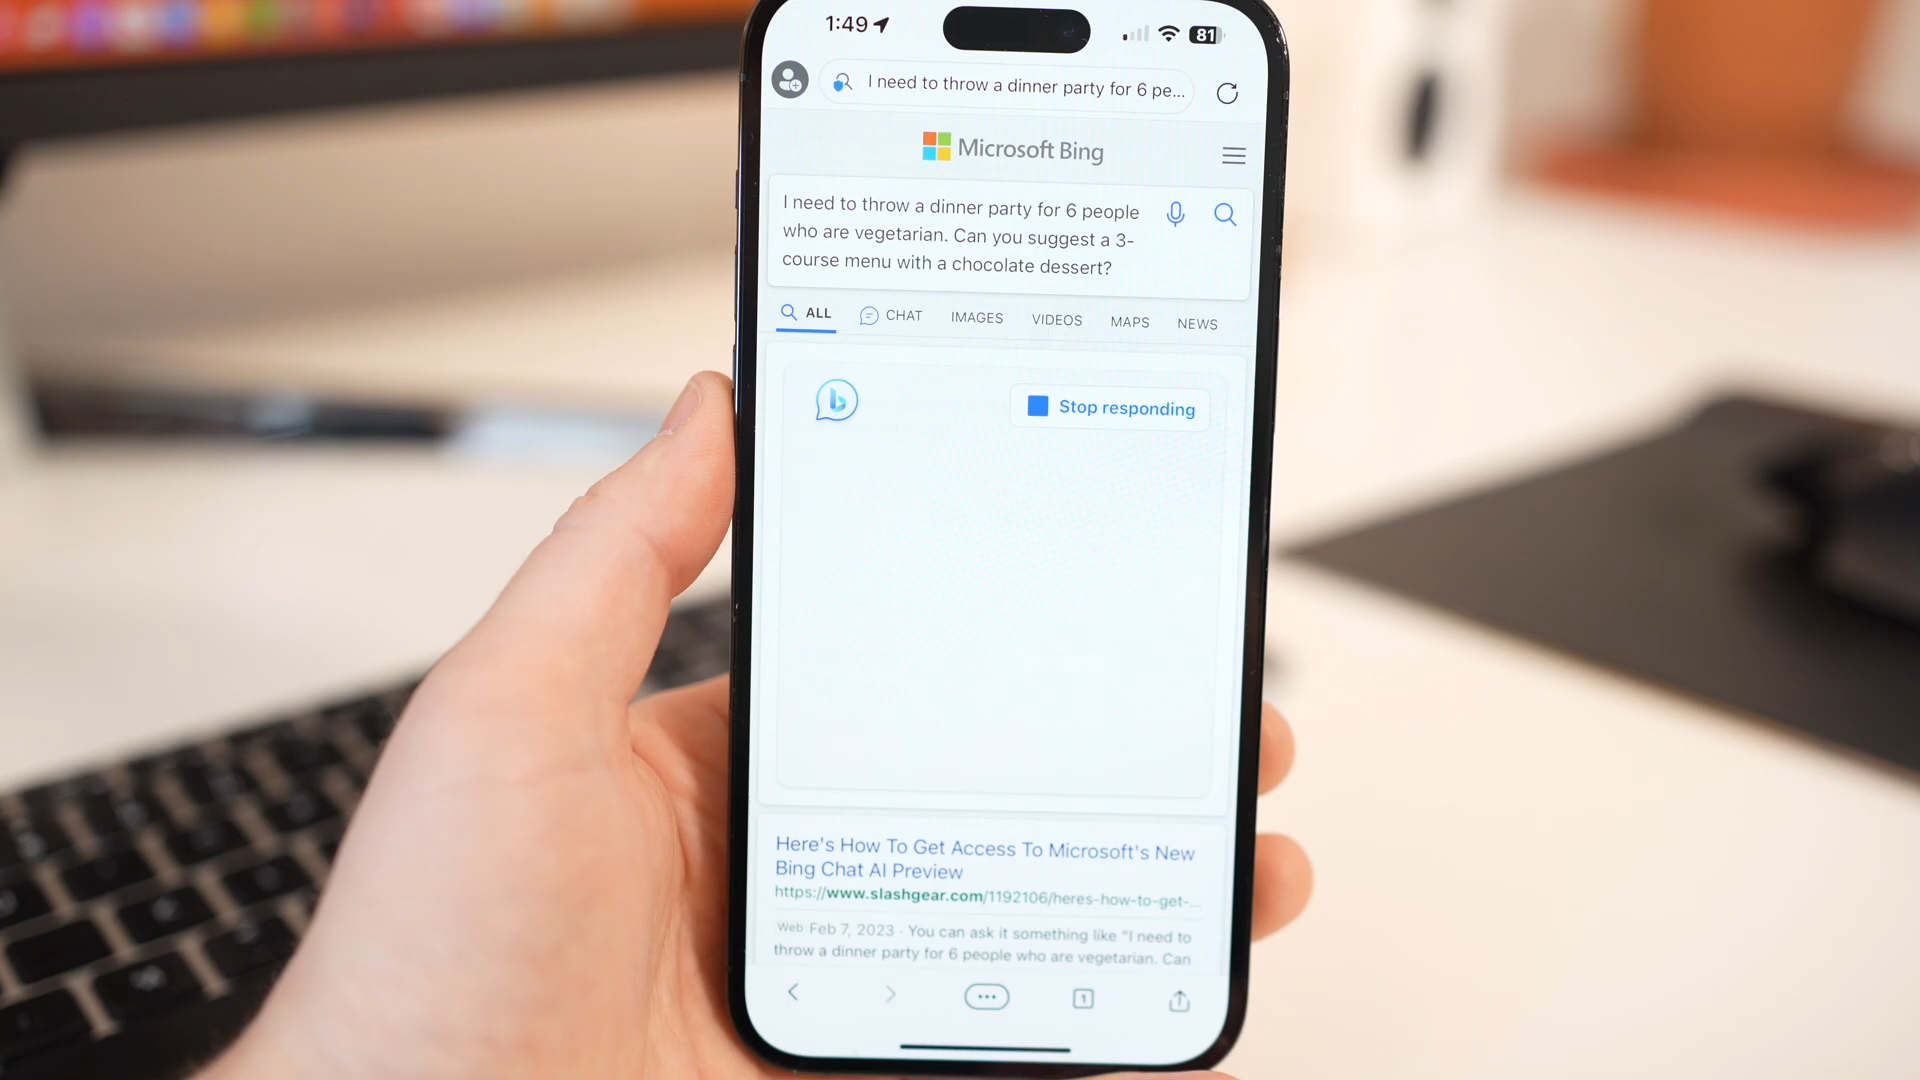 1:49
81
I need to throw a dinner party for 6 pe...
Microsoft Bing
I need to throw a dinner party for 6 people
who are vegetarian. Can you suggest a 3-
course menu with a chocolate dessert?
ALL CHAT IMAGES VIDEOS MAPS NEWS
b
Stop responding
Here's How To Get Access To Microsoft's New
Bing Chat AI Preview
https://www.slashgear.com/1192106/heres-how-to-get-...
Web Feb 7, 2023 · You can ask it something like "I need to
throw a dinner party for 6 people who are vegetarian. Can
1